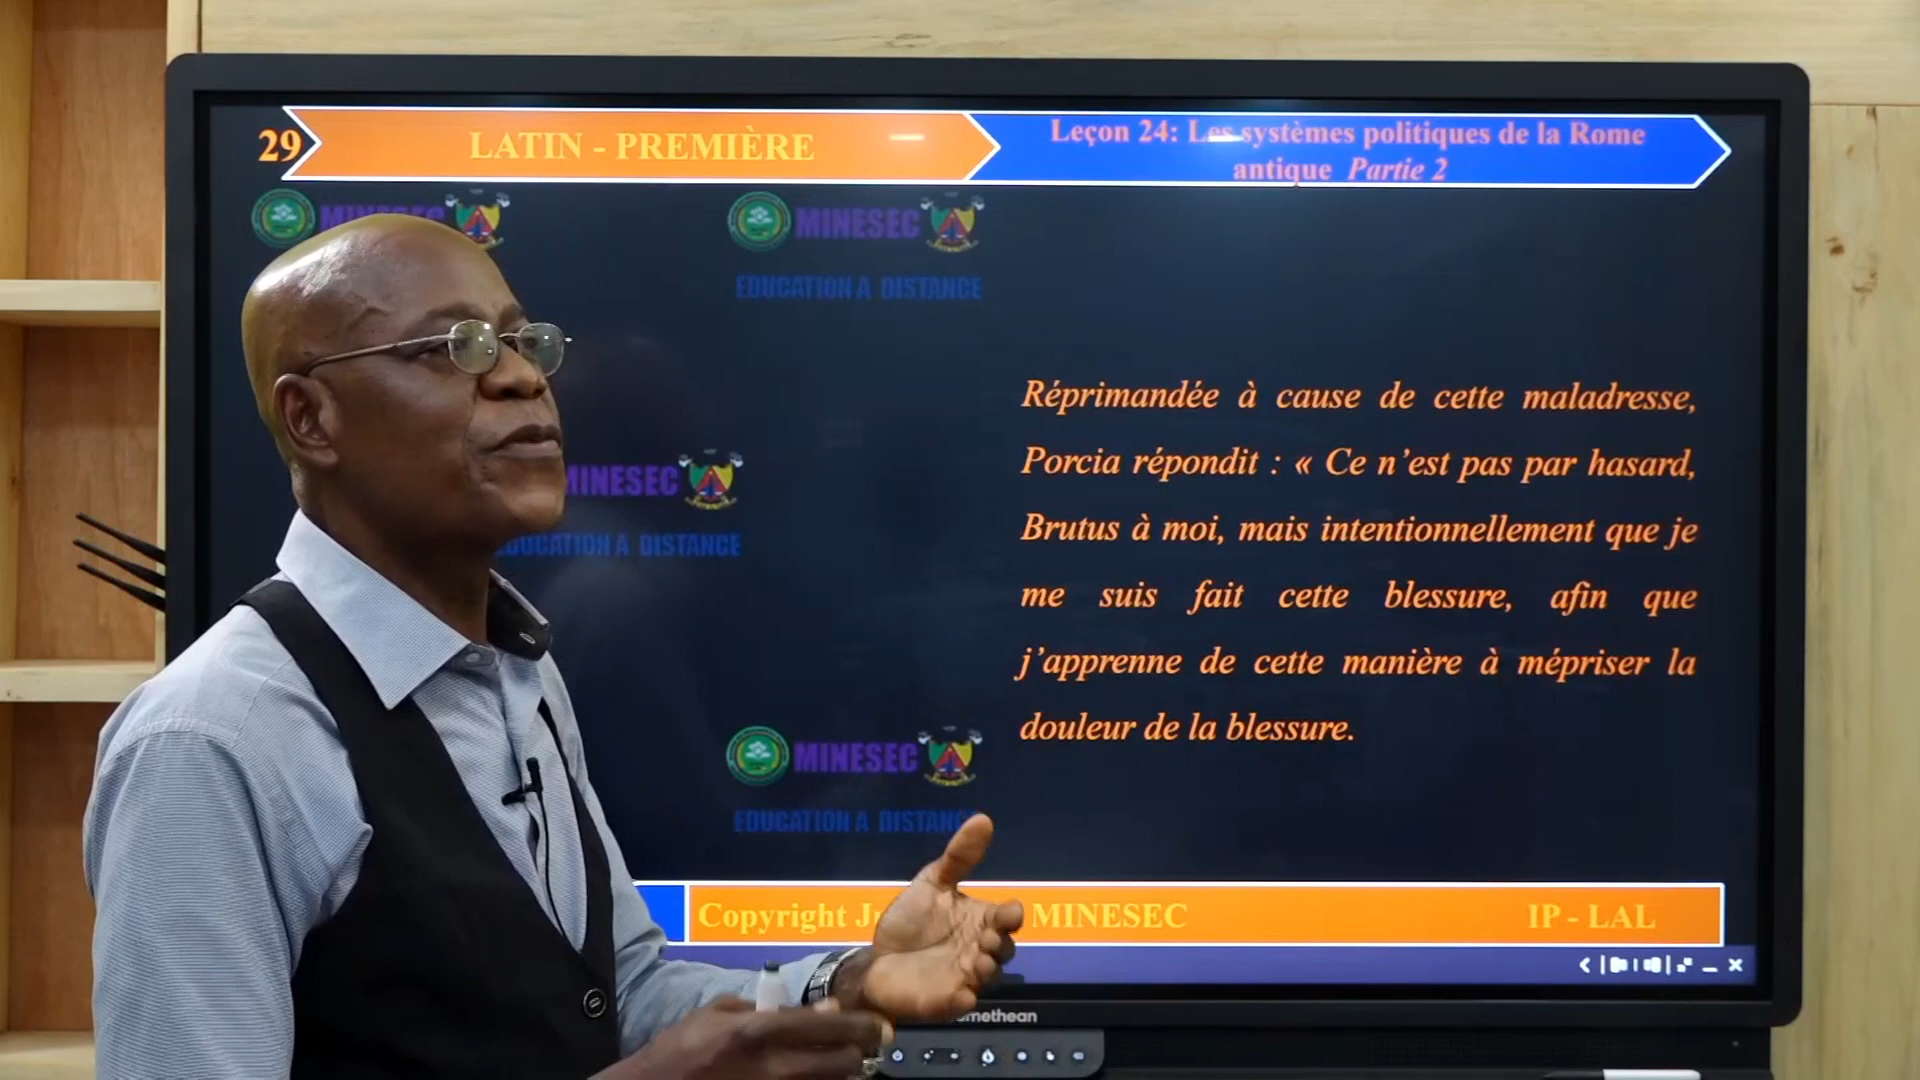 29
LATIN - PREMIÈRE
Leçon 24: Les systèmes politiques de la Rome
antique Partie 2
MINESEC
MINESEC
EDUCATION A DISTANCE
Réprimandée à cause de cette maladresse,
Porcia répondit : « Ce n’est pas par hasard,
Brutus à moi, mais intentionnellement que je
me suis fait cette blessure, afin que
j’apprenne de cette manière à mépriser la
douleur de la blessure.
MINESEC
EDUCATION A DISTANCE
MINESEC
EDUCATION A DISTANCE
Copyright
MINESEC
IP - LAL